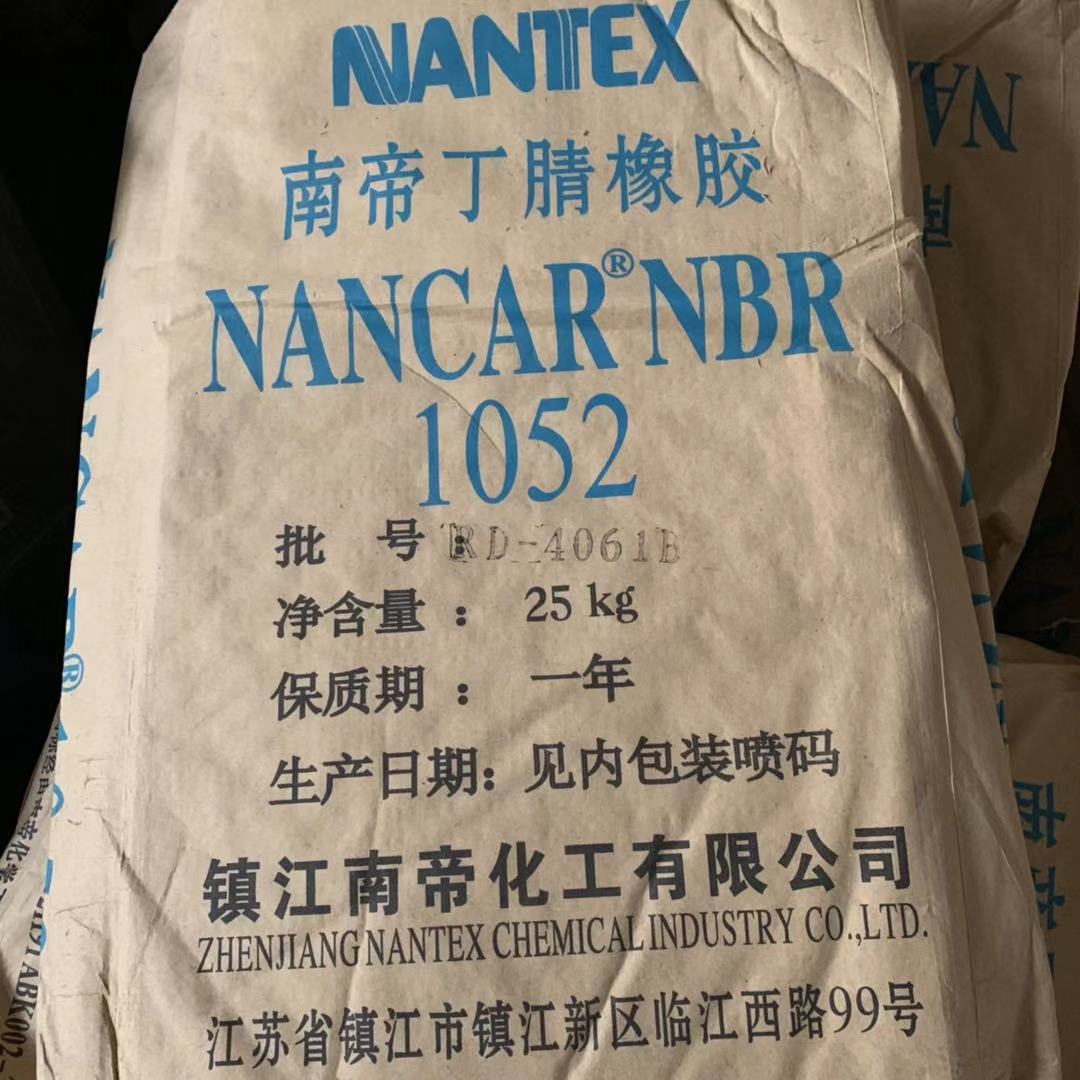 NANTEX
南帝丁腈橡胶
NANCAR® NBR
1052
批 号：RD-4061B
净含量： 25 kg
保质期： 一年
生产日期：见内包装喷码
镇江南帝化工有限公司
ZHENJIANG NANTEX CHEMICAL INDUSTRY CO.,LTD.
江苏省镇江市镇江新区临江西路99号